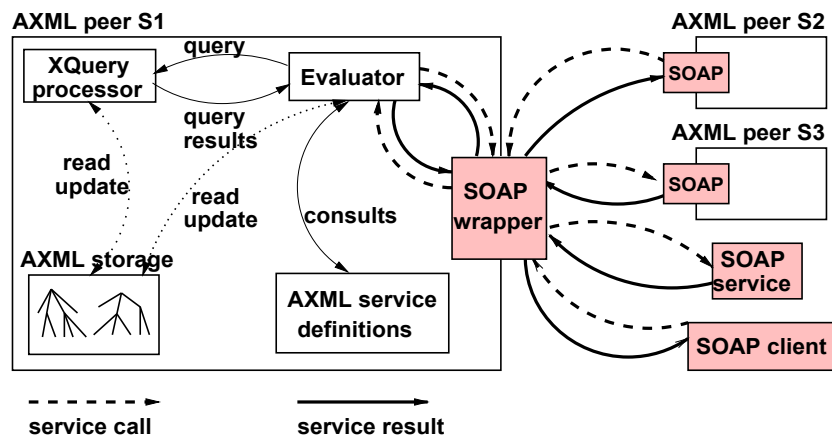 AXML peer S1
AXML peer S2
query
XQuery
processor
Evaluator
SOAP
query
results
AXML peer S3
read
update
read
update
SOAP
SOAP
wrapper
consults
AXML storage
SOAP
service
AXML service
definitions
SOAP client
service call
service result